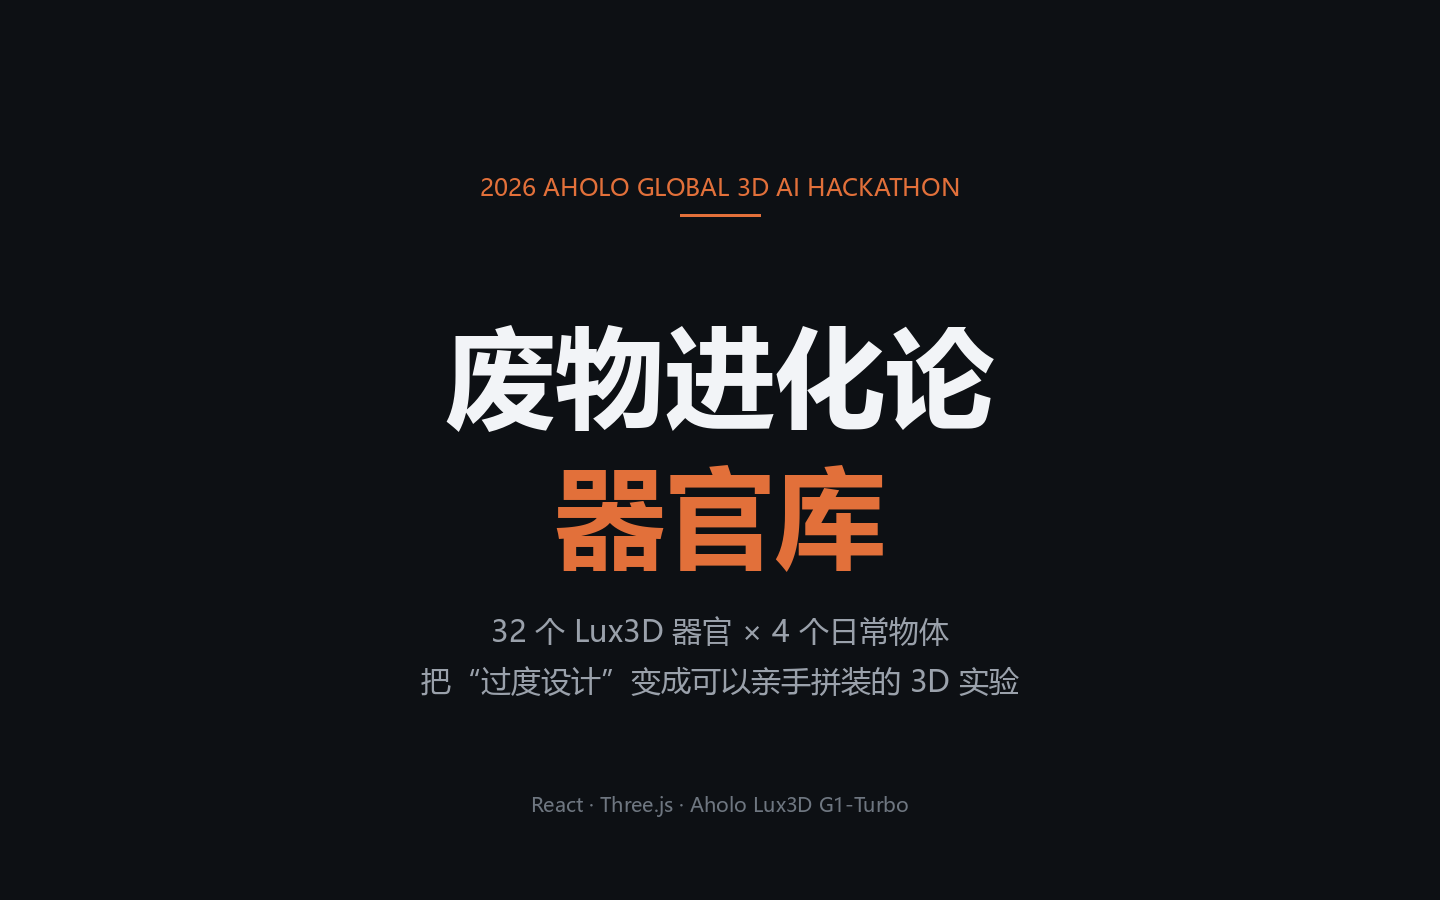 2026 AHOLO GLOBAL 3D AI HACKATHON
废物进化论
器官库
32 个 Lux3D 器官 × 4 个日常物体
把“过度设计”变成可以亲手拼装的 3D 实验
React · Three.js · Aholo Lux3D G1-Turbo